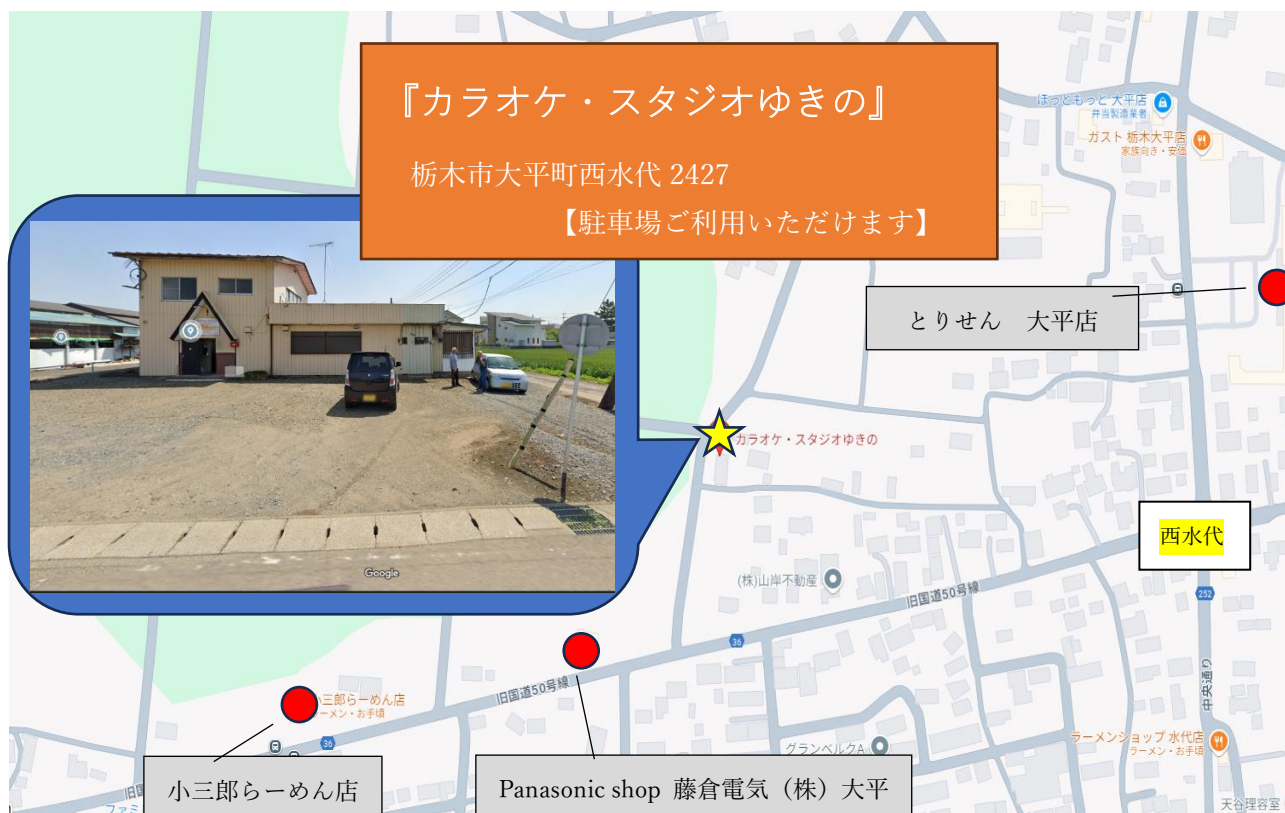 『カラオケ・スタジオゆきの』
栃木市大平町西水代 2427
【駐車場ご利用いただけます】
ほっともっと 大平店
弁当製造業者
ガスト 栃木大平店
家族向き・安価
とりせん　大平店
カラオケ・スタジオゆきの
西水代
Google
(株)山岸不動産
旧国道50号線
252
36
中央通り
旧国道50号線
小三郎らーめん店
ラーメン・お手頃
36
グランベルクA
ラーメンショップ 水代店
ラーメン・お手頃
小三郎らーめん店
Panasonic shop 藤倉電気（株）大平
天谷理容室